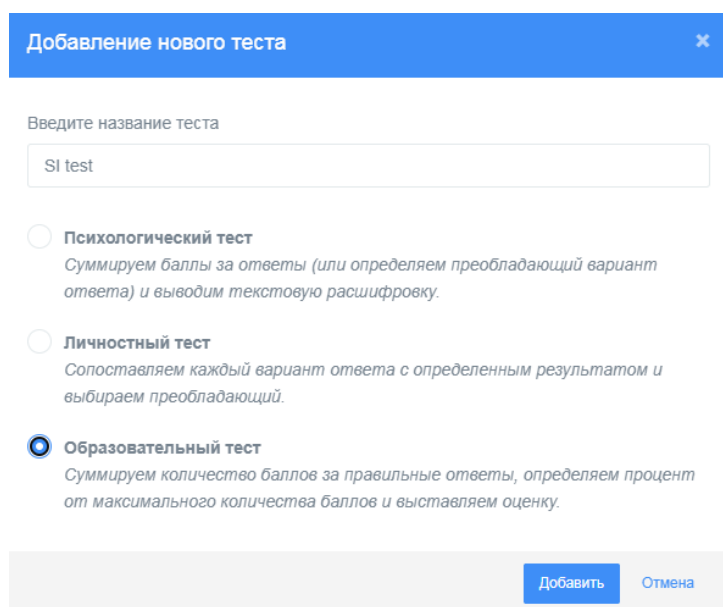 Добавление нового теста
Введите название теста
SI test
Психологический тест
Суммируем баллы за ответы (или определяем преобладающий вариант
ответа) и выводим текстовую расшифровку.
Личностный тест
Сопоставляем каждый вариант ответа с определенным результатом и
выбираем преобладающий.
Образовательный тест
Суммируем количество баллов за правильные ответы, определяем процент
от максимального количества баллов и выставляем оценку.
Добавить Отмена